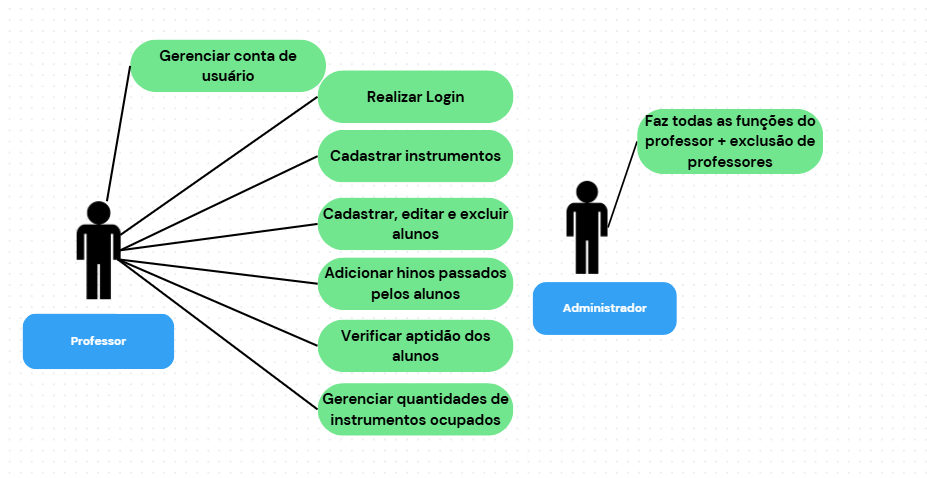 Gerenciar conta de
usuário
Realizar Login
Cadastrar instrumentos
Cadastrar, editar e excluir
alunos
Adicionar hinos passados
pelos alunos
Verificar aptidão dos
alunos
Gerenciar quantidades de
instrumentos ocupados
Professor
Faz todas as funções do
professor + exclusão de
professores
Administrador